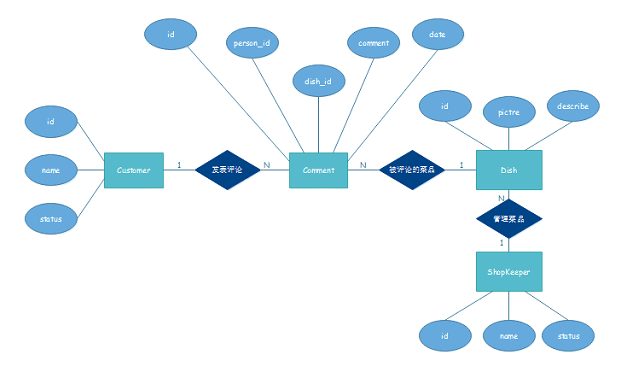 id
person_id
dish_id
comment
date
id
pictre
describe
id
name
status
Customer
1
发表评论
N
Comment
N
被评论的菜品
1
Dish
N
管理菜品
1
ShopKeeper
id
name
status